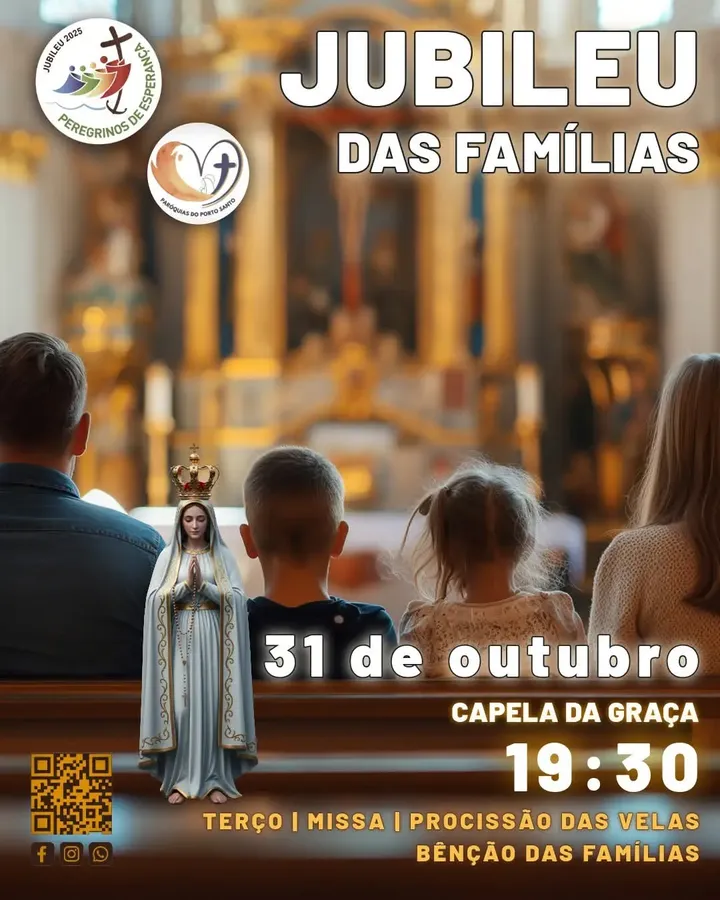 JUBILEU 2025
PEREGRINOS DE ESPERANÇA
PARÓQUIAS DO PORTO SANTO
JUBILEU
DAS FAMÍLIAS
31 de outubro
CAPELA DA GRAÇA
19:30
TERÇO | MISSA | PROCISSÃO DAS VELAS
BÊNÇÃO DAS FAMÍLIAS